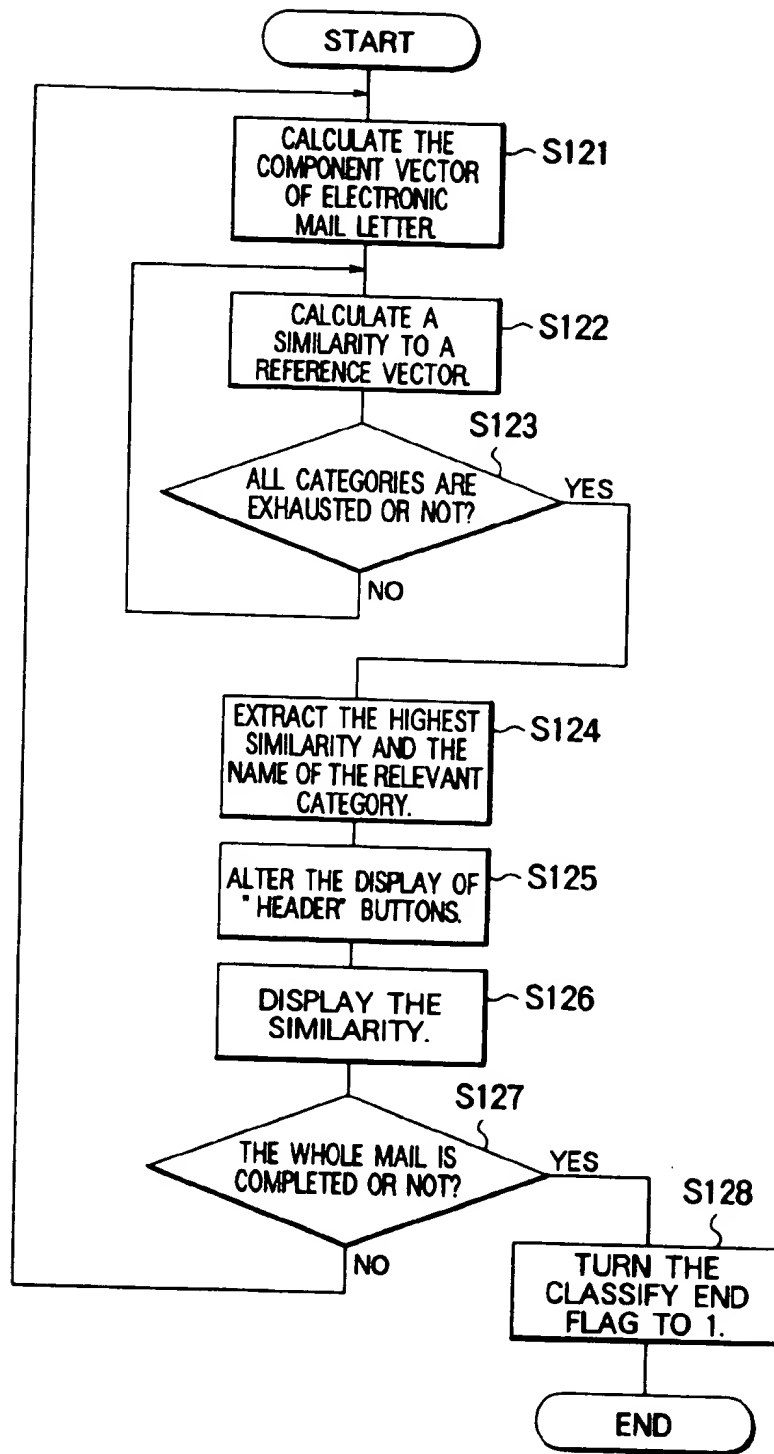 START
CALCULATE THE
COMPONENT VECTOR
OF ELECTRONIC
MAIL LETTER.
S121
CALCULATE A
SIMILARITY TO A
REFERENCE VECTOR.
S122
S123
ALL CATEGORIES ARE
EXHAUSTED OR NOT?
YES
NO
EXTRACT THE HIGHEST
SIMILARITY AND THE
NAME OF THE RELEVANT
CATEGORY.
S124
ALTER THE DISPLAY OF
"HEADER" BUTTONS.
S125
DISPLAY THE
SIMILARITY.
S126
S127
THE WHOLE MAIL IS
COMPLETED OR NOT?
YES
NO
S128
TURN THE
CLASSIFY END
FLAG TO 1.
END